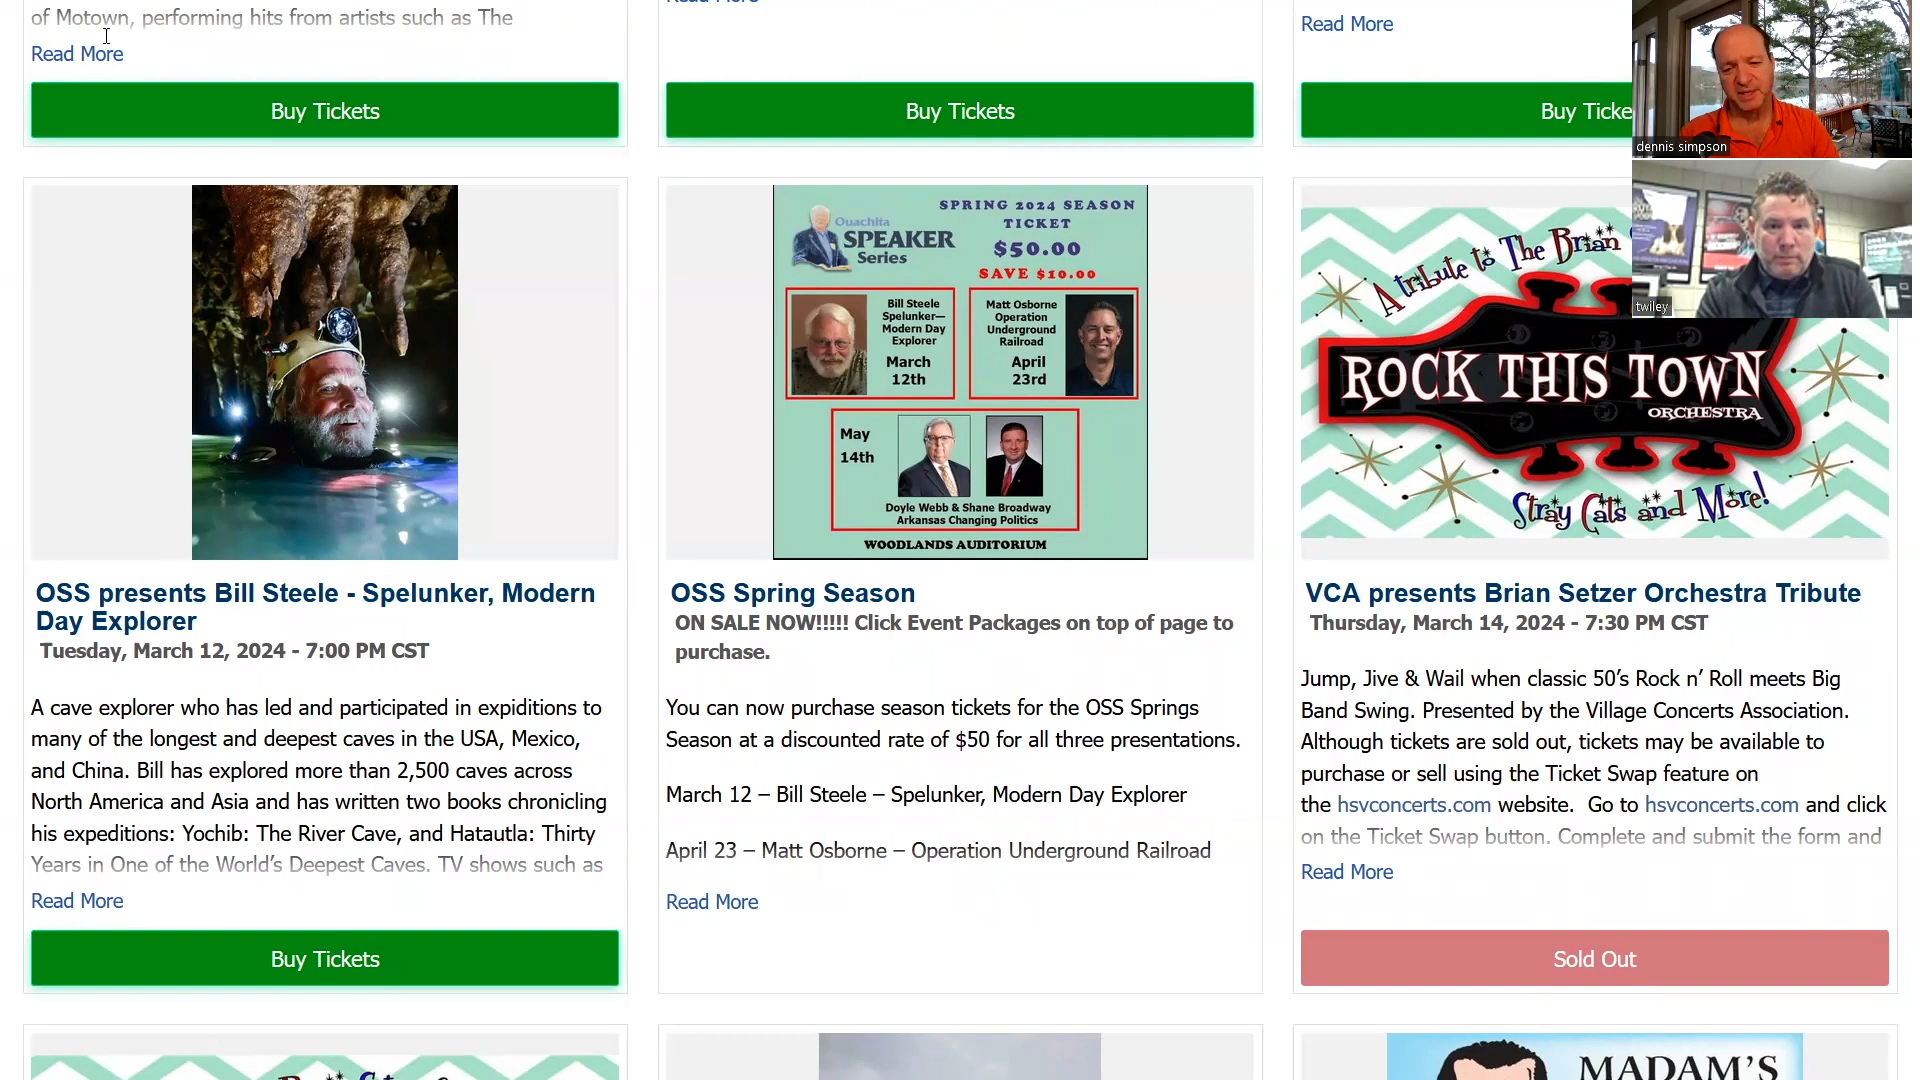 of Motown, performing hits from artists such as The
Read More
Buy Tickets
Read More
Buy Tickets
Read More
Buy Ticke
dennis simpson
twiley
OSS presents Bill Steele - Spelunker, Modern
Day Explorer
Tuesday, March 12, 2024 - 7:00 PM CST
A cave explorer who has led and participated in expiditions to
many of the longest and deepest caves in the USA, Mexico,
and China. Bill has explored more than 2,500 caves across
North America and Asia and has written two books chronicling
his expeditions: Yochib: The River Cave, and Hatautla: Thirty
Years in One of the World's Deepest Caves. TV shows such as
Read More
Buy Tickets
Ouachita
SPEAKER
Series
SPRING 2024 SEASON
TICKET
$50.00
SAVE $10.00
Bill Steele
Spelunker—
Modern Day
Explorer
March
12th
Matt Osborne
Operation
Underground
Railroad
April
23rd
May
14th
Doyle Webb & Shane Broadway
Arkansas Changing Politics
WOODLANDS AUDITORIUM
OSS Spring Season
ON SALE NOW!!!!! Click Event Packages on top of page to
purchase.
You can now purchase season tickets for the OSS Springs
Season at a discounted rate of $50 for all three presentations.
March 12 – Bill Steele – Spelunker, Modern Day Explorer
April 23 – Matt Osborne – Operation Underground Railroad
Read More
A tribute to The Brian
ROCK THIS TOWN
ORCHESTRA
Stray Cats and More!
VCA presents Brian Setzer Orchestra Tribute
Thursday, March 14, 2024 - 7:30 PM CST
Jump, Jive & Wail when classic 50’s Rock n’ Roll meets Big
Band Swing. Presented by the Village Concerts Association.
Although tickets are sold out, tickets may be available to
purchase or sell using the Ticket Swap feature on
the hsvconcerts.com website. Go to hsvconcerts.com and click
on the Ticket Swap button. Complete and submit the form and
Read More
Sold Out
MADAM'S